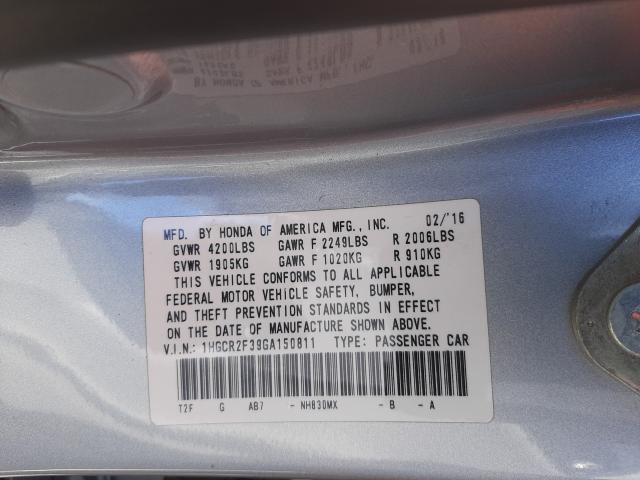 MFD. BY HONDA OF AMERICA MFG., INC. 02/'16
GVWR 4200LBS GAWR F 2249LBS R 2006LBS
GVWR 1905KG GAWR F 1020KG R 910KG
THIS VEHICLE CONFORMS TO ALL APPLICABLE
FEDERAL MOTOR VEHICLE SAFETY, BUMPER,
AND THEFT PREVENTION STANDARDS IN EFFECT
ON THE DATE OF MANUFACTURE SHOWN ABOVE.
V.I.N.: 1HGCR2F39GA150811 TYPE: PASSENGER CAR
T2F G AB7 - NH830MX - B - A